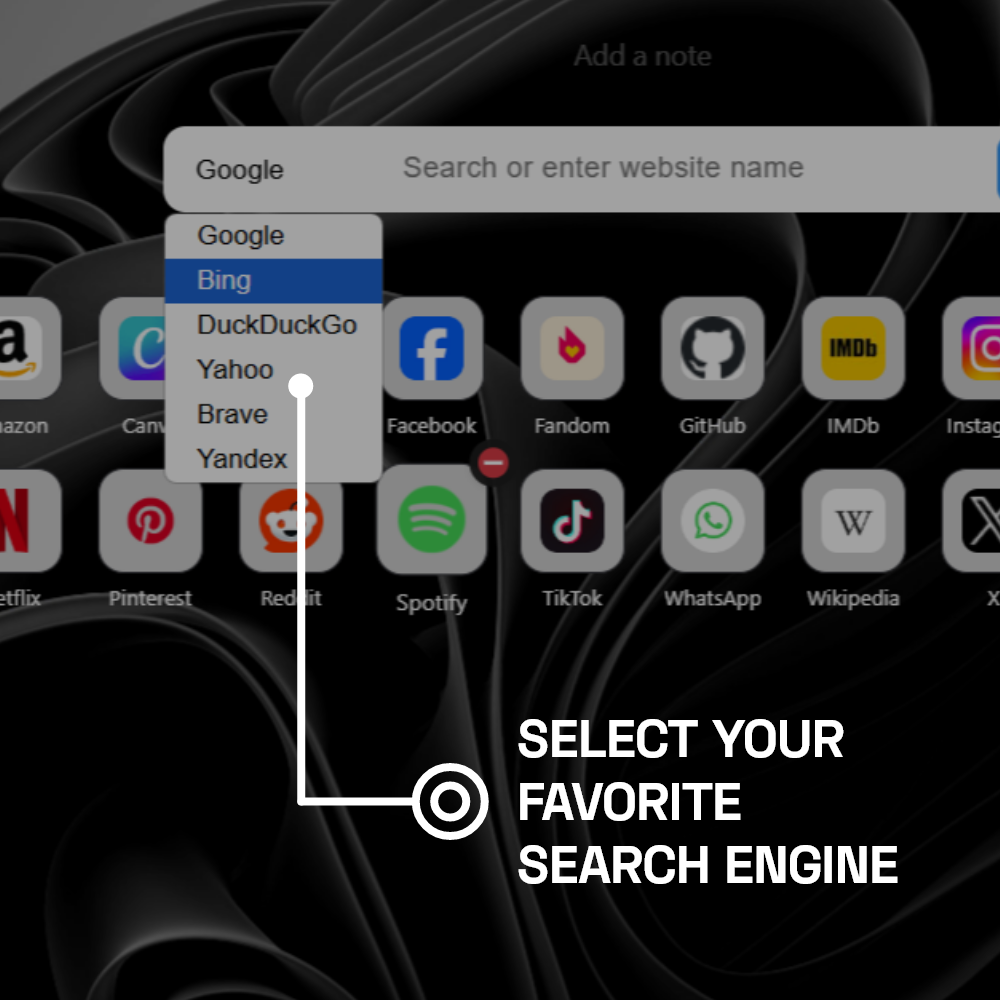 Add a note
Google
Search or enter website name
Google
Bing
DuckDuckGo
Yahoo
Brave
Yandex
a
C
IMDb
azon
Canv
Facebook
Fandom
GitHub
IMDb
Instag
N
W
X
etflix
Pinterest
Reddit
Spotify
TikTok
WhatsApp
Wikipedia
X
SELECT YOUR
FAVORITE
SEARCH ENGINE